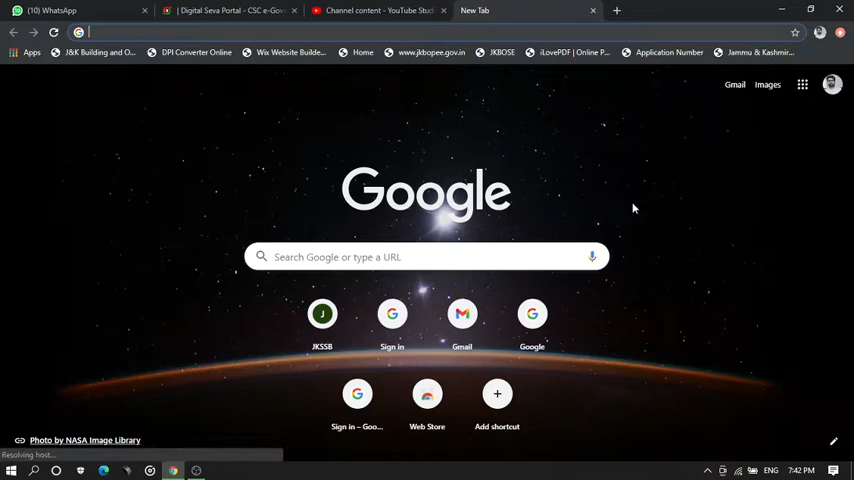 (10) WhatsApp
| Digital Seva Portal - CSC e-Gov
Channel content - YouTube Stud
New Tab
Apps
J&K Building and O...
DPI Converter Online
Wix Website Builde...
Home
www.jkbopee.gov.in
JKBOSE
iLovePDF | Online P...
Application Number
Jammu & Kashmir...
Gmail
Images
Google
Search Google or type a URL
J
JKSSB
Sign in
Gmail
Google
Sign in – Goo...
Web Store
Add shortcut
Photo by NASA Image Library
Resolving host...
ENG
7:42 PM